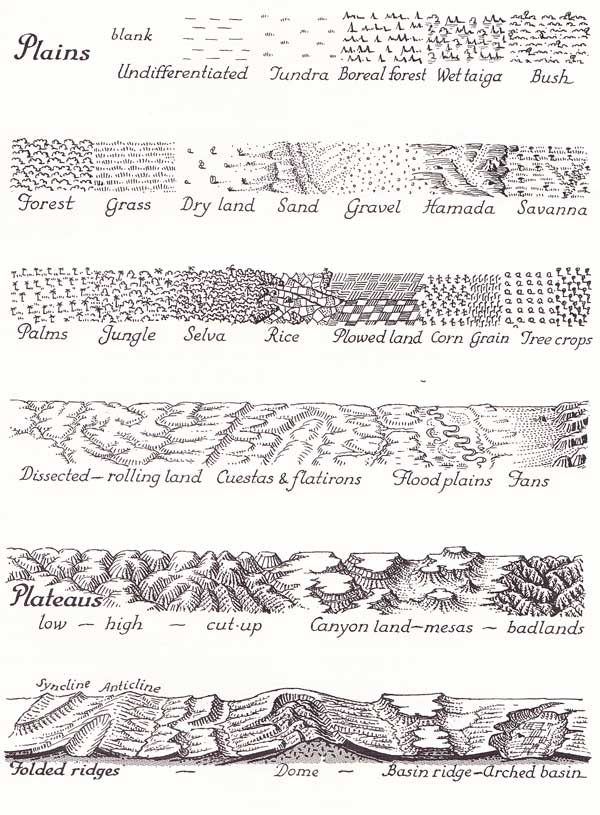 Plains blank
Undifferentiated Tundra Boreal forest Wet taiga Bush
Forest Grass Dry land Sand Gravel Hamada Savanna
Palms Jungle Selva Rice Plowed land Corn Grain Tree crops
Dissected — rolling land Cuestas & flatirons Flood plains Fans
Plateaus
low — high — cut-up Canyon land — mesas — badlands
Syncline Anticline
Folded ridges — Dome — Basin ridge — Arched basin